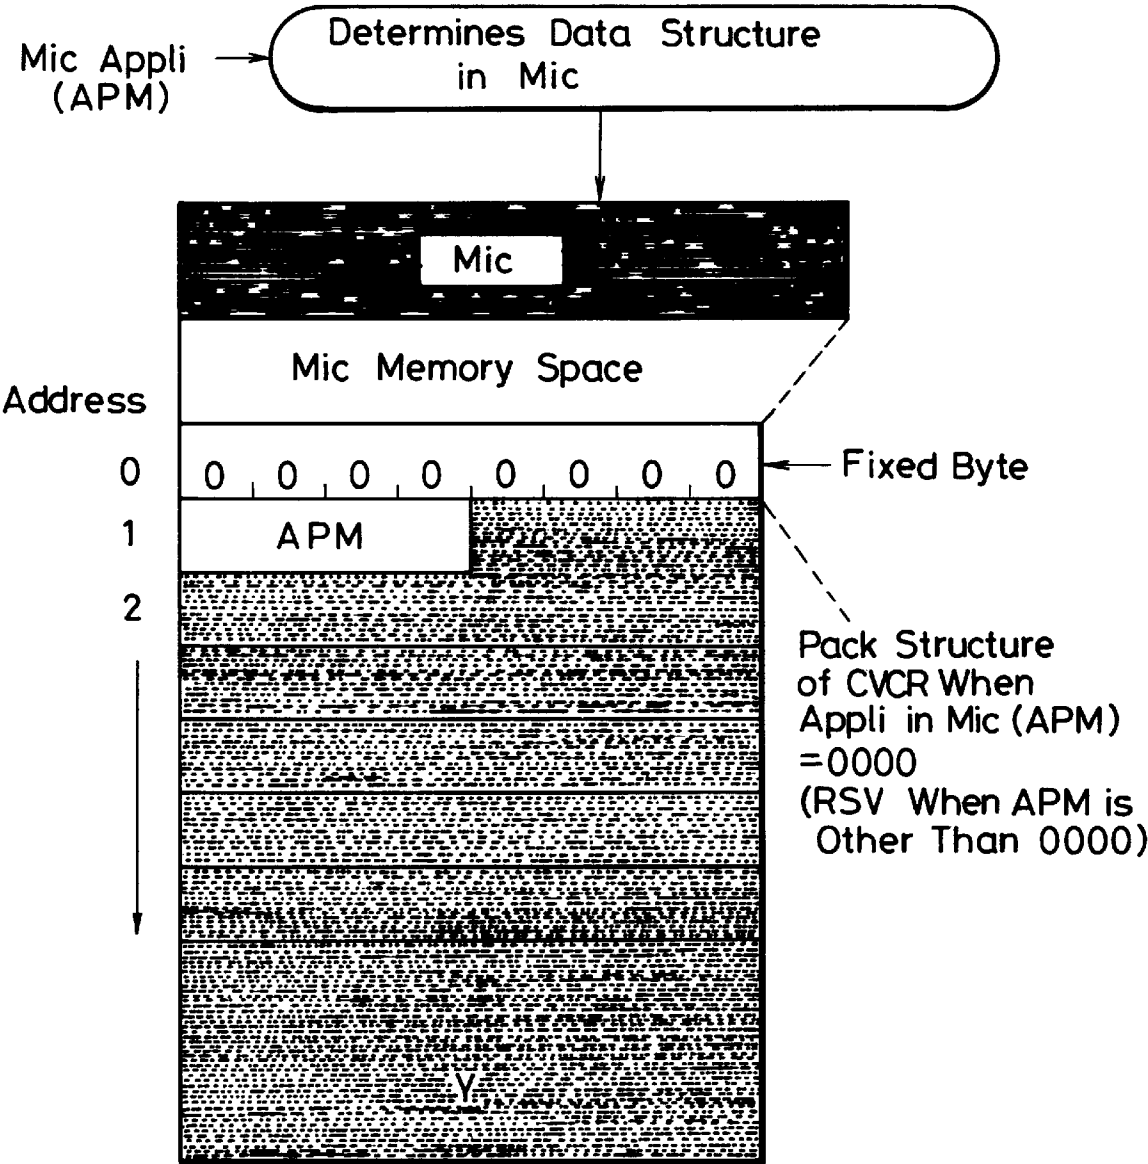 Mic Appli
(APM)
Determines Data Structure
in Mic
Mic
Mic Memory Space
Address
0
0 0 0 0 0 0 0 0
Fixed Byte
1
APM
2
Pack Structure
of CVCR When
Appli in Mic (APM)
=0000
(RSV When APM is
Other Than 0000)
Y